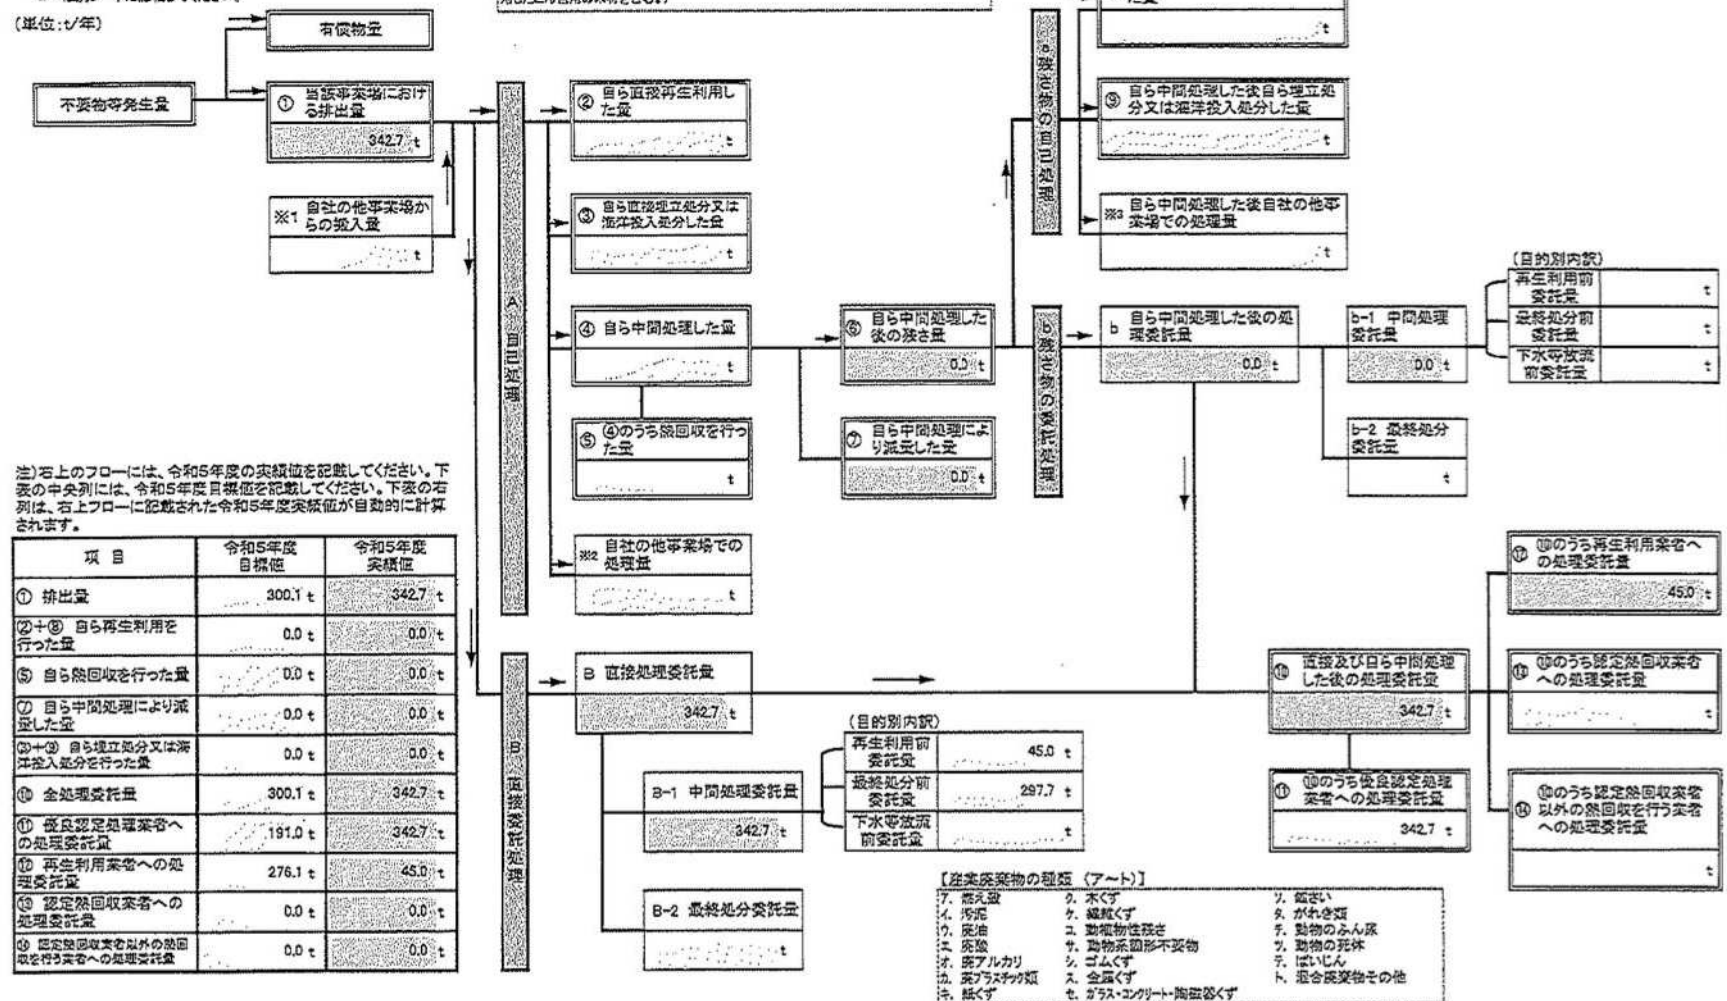 (単位:t/年)
有償物量
不要物等発生量
① 当該事業場におけ
る排出量
342.7 t
※1 自社の他事業場か
らの搬入量
t
A 自己処理
② 自ら直接再生利用し
た量
t
③ 自ら直接埋立処分又は
海洋投入処分した量
t
④ 自ら中間処理した量
t
⑤ ④のうち熱回収を行っ
た量
t
※2 自社の他事業場での
処理量
t
⑥ 自ら中間処理した
後の残さ量
0.0 t
⑦ 自ら中間処理によ
り減量した量
0.0 t
a 残さ物の自己処理
た量
t
⑨ 自ら中間処理した後自ら埋立処
分又は海洋投入処分した量
t
※3 自ら中間処理した後自社の他事
業場での処理量
t
b 残さ物の委託処理
b 自ら中間処理した後の処
理委託量
0.0 t
b-1 中間処理
委託量
0.0 t
(目的別内訳)
再生利用前
委託量 t
最終処分前
委託量 t
下水等放流
前委託量 t
b-2 最終処分
委託量
t
注)右上のフローには、令和5年度の実績値を記載してください。下
表の中央列には、令和5年度目標値を記載してください。下表の右
列は、右上フローに記載された令和5年度実績値が自動的に計算
されます。
項 目 令和5年度 目標値 令和5年度 実績値
① 排出量 300.1 t 342.7 t
②+⑧ 自ら再生利用を
行った量 0.0 t 0.0 t
⑤ 自ら熱回収を行った量 0.0 t 0.0 t
⑦ 自ら中間処理により減
量した量 0.0 t 0.0 t
③+⑨ 自ら埋立処分又は海
洋投入処分を行った量 0.0 t 0.0 t
⑩ 全処理委託量 300.1 t 342.7 t
⑪ 優良認定処理業者へ
の処理委託量 191.0 t 342.7 t
⑫ 再生利用業者への処
理委託量 276.1 t 45.0 t
⑬ 認定熱回収業者への
処理委託量 0.0 t 0.0 t
⑭ 認定熱回収業者以外の熱回
収を行う業者への処理委託量 0.0 t 0.0 t
B 直接委託処理
B 直接処理委託量
342.7 t
B-1 中間処理委託量
342.7 t
(目的別内訳)
再生利用前
委託量 45.0 t
最終処分前
委託量 297.7 t
下水等放流
前委託量 t
B-2 最終処分委託量
t
⑩ 直接及び自ら中間処理
した後の処理委託量
342.7 t
⑪ ⑩のうち優良認定処理
業者への処理委託量
342.7 t
⑫ ⑩のうち再生利用業者へ
の処理委託量
45.0 t
⑬ ⑩のうち認定熱回収業者
への処理委託量
t
⑭ ⑩のうち認定熱回収業者
以外の熱回収を行う業者
への処理委託量
t
【産業廃棄物の種類 (ア~ト)】
ア. 燃え殻 ク. 木くず ソ. 鉱さい
イ. 汚泥 ケ. 繊維くず タ. がれき類
ウ. 廃油 コ. 動植物性残さ チ. 動物のふん尿
エ. 廃酸 サ. 動物系固形不要物 ツ. 動物の死体
オ. 廃アルカリ シ. ゴムくず テ. ばいじん
カ. 廃プラスチック類 ス. 金属くず ト. 混合廃棄物その他
キ. 紙くず セ. ガラス・コンクリート・陶磁器くず